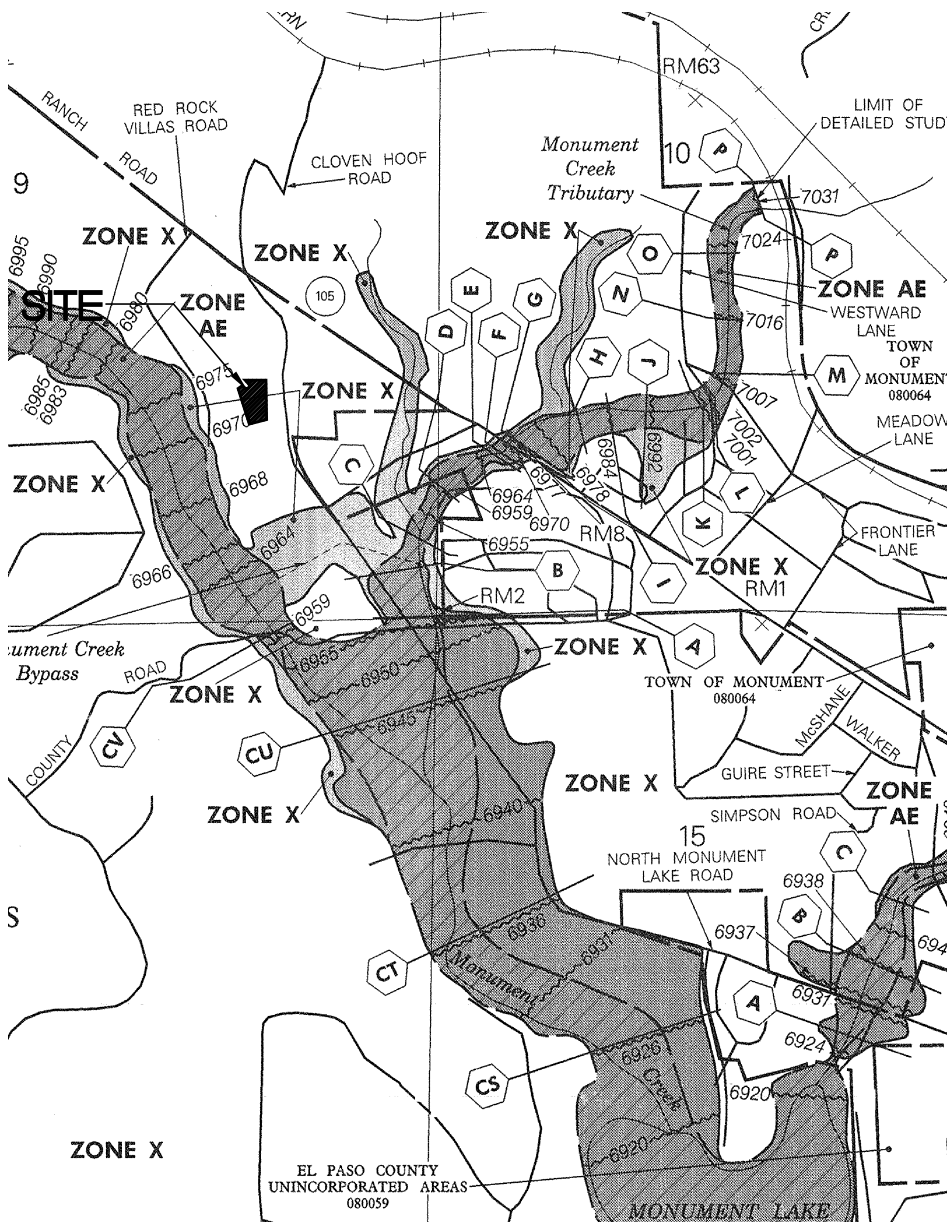 RM63
RANCH
ROAD
RED ROCK
VILLAS ROAD
LIMIT OF
DETAILED STUD
CLOVEN HOOF
ROAD
Monument
Creek
Tributary
10
P
9
7031
ZONE X
ZONE X
ZONE X
O
7024
P
6995
6990
SITE
6980
ZONE
AE
105
E
D
F
G
N
ZONE AE
WESTWARD
LANE
7016
TOWN
OF
MONUMENT
080064
H
J
M
6975
6985
6983
ZONE X
7007
6970
MEADOW
LANE
C
6984
6992
7002
7001
ZONE X
6968
6977
6978
L
6964
6959
6970
K
FRONTIER
LANE
6964
RM8
6955
6966
B
I
ZONE X
RM1
RM2
6959
A
ument Creek
Bypass
6955
6950
ZONE X
ROAD
ZONE X
TOWN OF MONUMENT
080064
6945
McSHANE
WALKER
CV
CU
COUNTY
GUIRE STREET
ZONE X
ZONE
AE
ZONE X
6940
SIMPSON ROAD
15
NORTH MONUMENT
LAKE ROAD
C
6938
B
S
6936
6931
6937
694
CT
Monument
A
6931
6926
6924
CS
Creek
6920
6920
ZONE X
EL PASO COUNTY
UNINCORPORATED AREAS
080059
MONUMENT LAKE